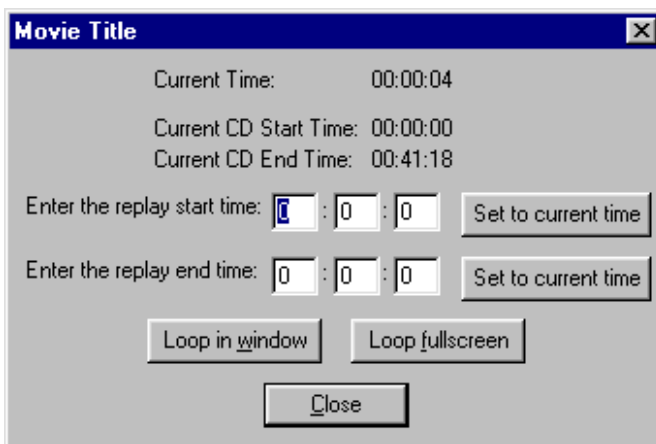 Movie Title
Current Time: 00:00:04
Current CD Start Time: 00:00:00
Current CD End Time: 00:41:18
Enter the replay start time: 0 : 0 : 0 Set to current time
Enter the replay end time: 0 : 0 : 0 Set to current time
Loop in window Loop fullscreen
Close